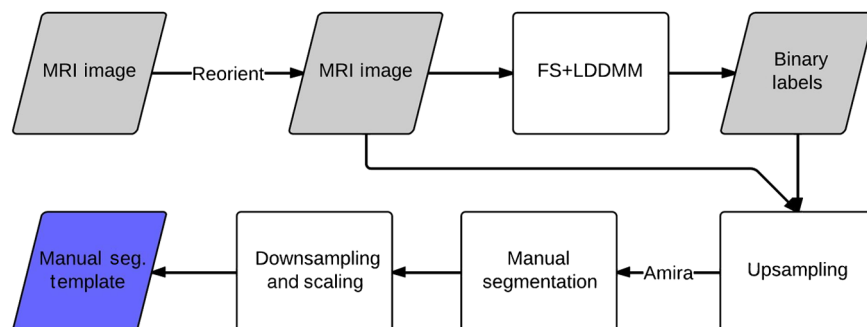 MRI image
Reorient
MRI image
FS+LDDMM
Binary
labels
Manual seg.
template
Downsampling
and scaling
Manual
segmentation
Amira
Upsampling